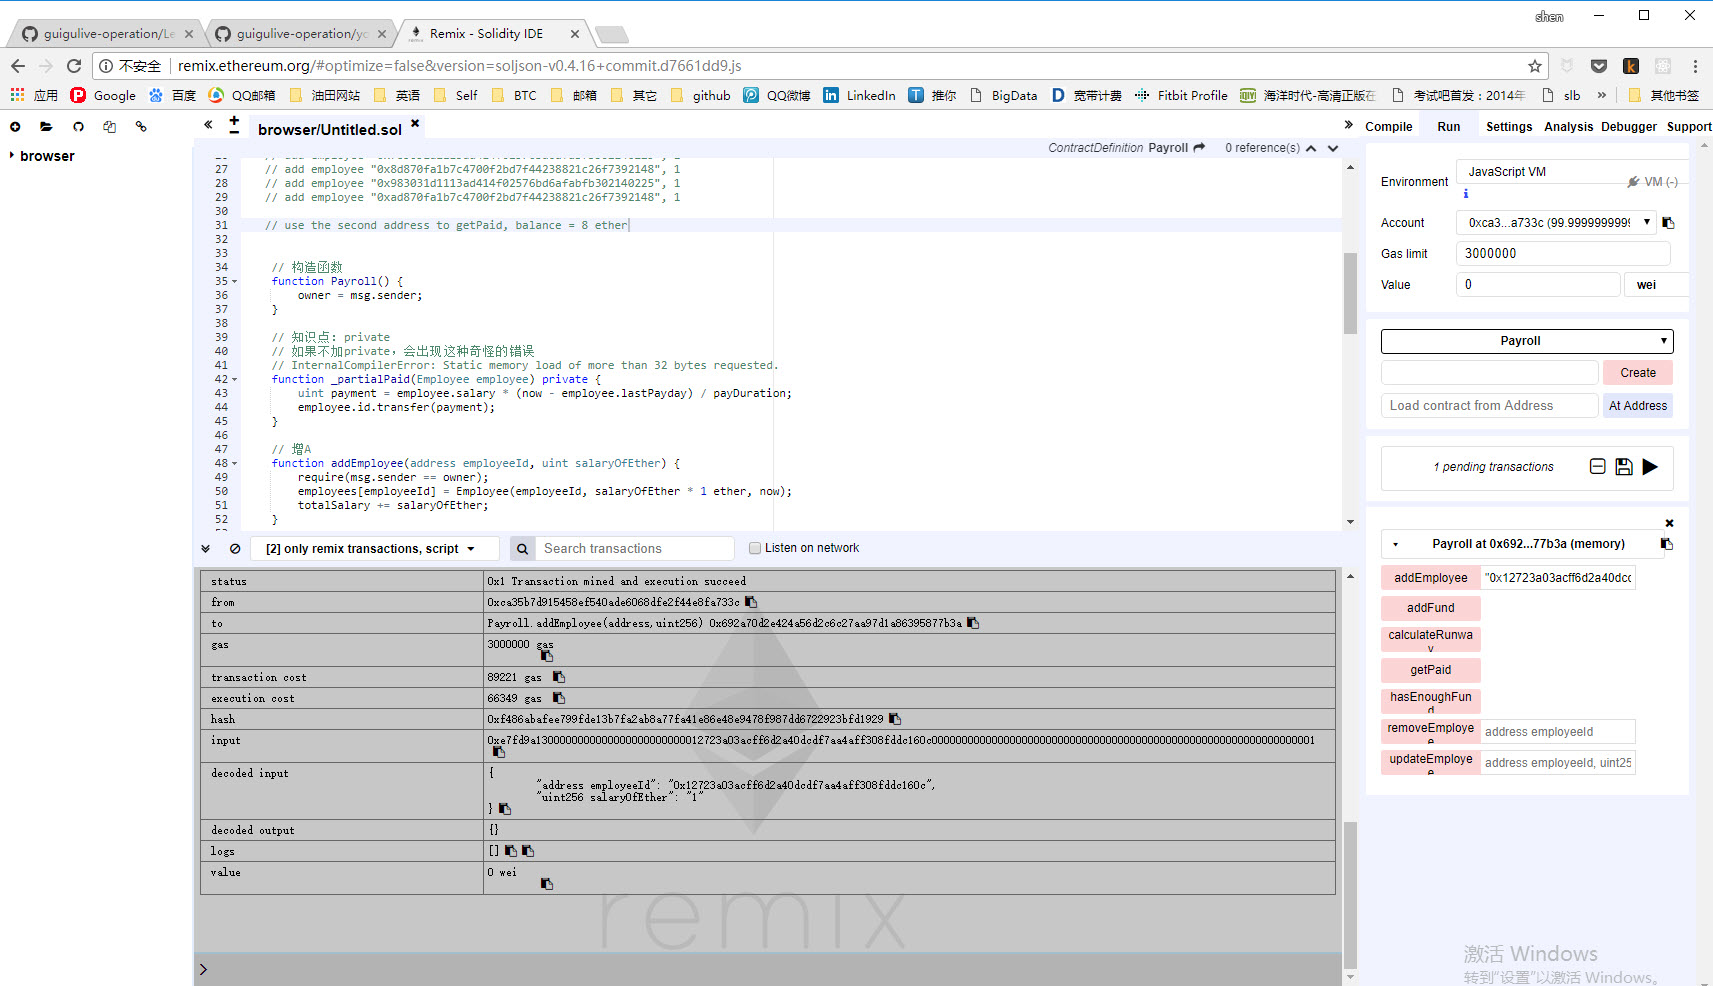 shen
guigulive-operation/Le
guigulive-operation/yo
Remix - Solidity IDE
不安全
remix.ethereum.org/#optimize=false&version=soljson-v0.4.16+commit.d7661dd9.js
应用 Google 百度 QQ邮箱 油田网站 英语 Self BTC 邮箱 其它 github QQ微博 LinkedIn 推你 BigData 宽带计费 Fitbit Profile 海洋时代-高清正版在 考试吧首发：2014年 slb » 其他书签
browser
browser/Untitled.sol
ContractDefinition Payroll 0 reference(s)
27 // add employee "0x8d870fa1b7c4700f2bd7f44238821c26f7392148", 1
28 // add employee "0x983031d1113ad414f02576bd6afabfb302140225", 1
29 // add employee "0xad870fa1b7c4700f2bd7f44238821c26f7392148", 1
30
31 // use the second address to getPaid, balance = 8 ether
32
33
34 // 构造函数
35 function Payroll() {
36 owner = msg.sender;
37 }
38
39 // 知识点: private
40 // 如果不加private, 会出现这种奇怪的错误
41 // InternalCompilerError: Static memory load of more than 32 bytes requested.
42 function _partialPaid(Employee employee) private {
43 uint payment = employee.salary * (now - employee.lastPayday) / payDuration;
44 employee.id.transfer(payment);
45 }
46
47 // 增A
48 function addEmployee(address employeeId, uint salaryOfEther) {
49 require(msg.sender == owner);
50 employees[employeeId] = Employee(employeeId, salaryOfEther * 1 ether, now);
51 totalSalary += salaryOfEther;
52 }
[2] only remix transactions, script
Search transactions
Listen on network
status 0x1 Transaction mined and execution succeed
from 0xca35b7d915458ef540ade6068dfe2f44e8fa733c
to Payroll.addEmployee(address,uint256) 0x692a70d2e424a56d2c6c27aa97d1a86395877b3a
gas 3000000 gas
transaction cost 89221 gas
execution cost 66349 gas
hash 0xf486abafee799fde13b7fa2ab8a77fa41e86e48e9478f987dd6722923bfd1929
input 0xe7fd9a1300000000000000000000000012723a03acff6d2a40dcdf7aa4aff308fddc160c0000000000000000000000000000000000000000000000000000000000000001
decoded input {
"address employeeId": "0x12723a03acff6d2a40dcdf7aa4aff308fddc160c",
"uint256 salaryOfEther": "1"
}
decoded output {}
logs []
value 0 wei
remix
>
Compile Run Settings Analysis Debugger Support
Environment JavaScript VM
VM (-)
i
Account 0xca3...a733c (99.9999999999
Gas limit 3000000
Value 0 wei
Payroll
Create
Load contract from Address At Address
1 pending transactions
Payroll at 0x692...77b3a (memory)
addEmployee "0x12723a03acff6d2a40dcc
addFund
calculateRunway
getPaid
hasEnoughFund
removeEmployee address employeeId
updateEmployee address employeeId, uint25
激活 Windows
转到"设置"以激活 Windows。